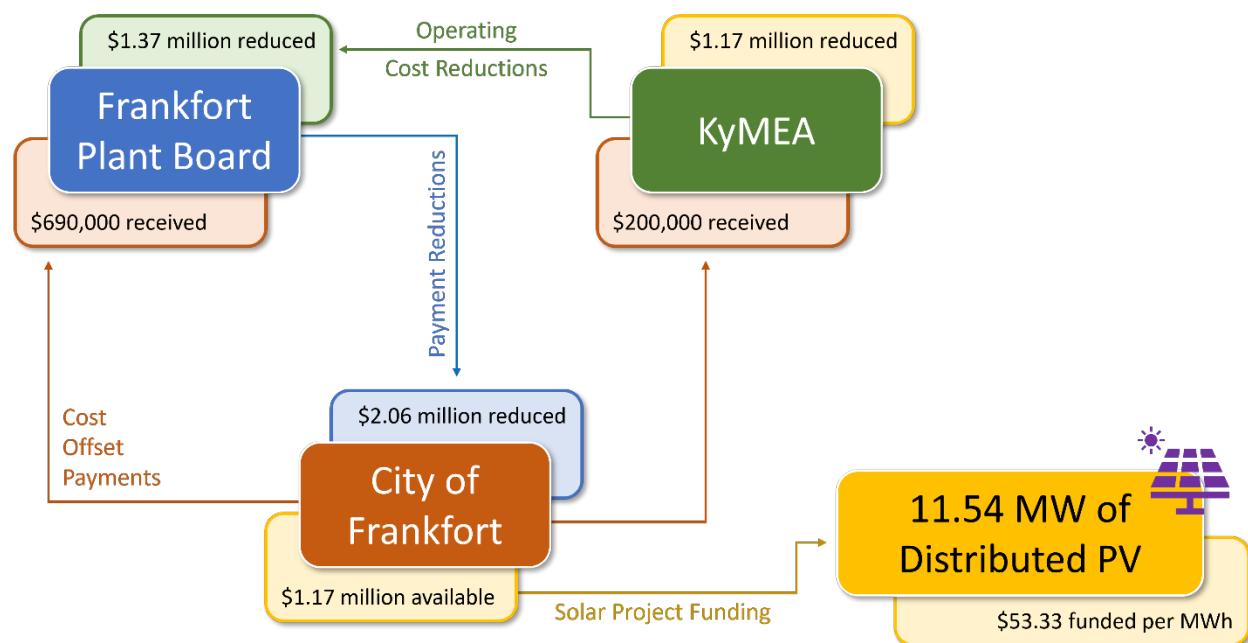 $1.37 million reduced
Frankfort
Plant Board
$690,000 received
Operating
Cost Reductions
$1.17 million reduced
KyMEA
$200,000 received
Payment Reductions
Cost
Offset
Payments
$2.06 million reduced
City of
Frankfort
$1.17 million available
Solar Project Funding
11.54 MW of
Distributed PV
$53.33 funded per MWh